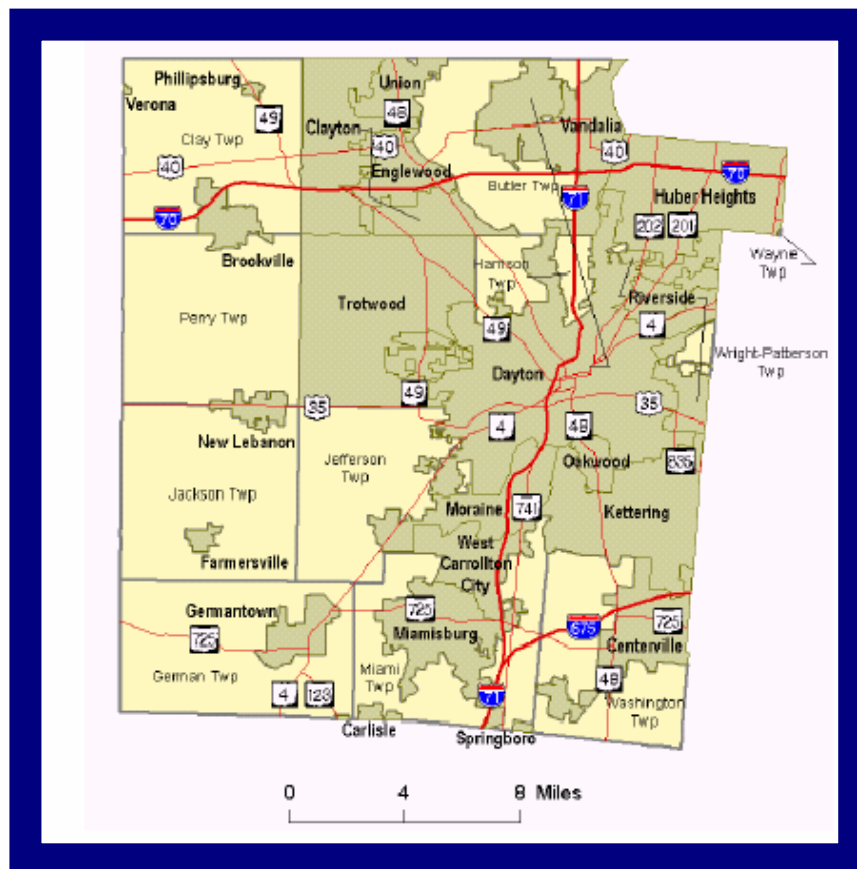 Phillipsburg
Union
Verona
49
48
Clayton
Vandalia
Clay Twp
40
40
40
Englewood
70
Butler Twp
71
Huber Heights
70
202
201
Brookville
Harrison
Twp
Wayne
Twp
Trotwood
Riverside
Perry Twp
49
4
Wright-Patterson
Twp
Dayton
49
35
35
4
48
New Lebanon
Jefferson
Twp
Oakwood
835
Jackson Twp
Moraine
741
Kettering
Farmersville
West
Carrollton
City
Germantown
725
725
Miamisburg
675
725
Centerville
German Twp
Miami
Twp
4
123
71
48
Washington
Twp
Carlisle
Springboro
0
4
8 Miles